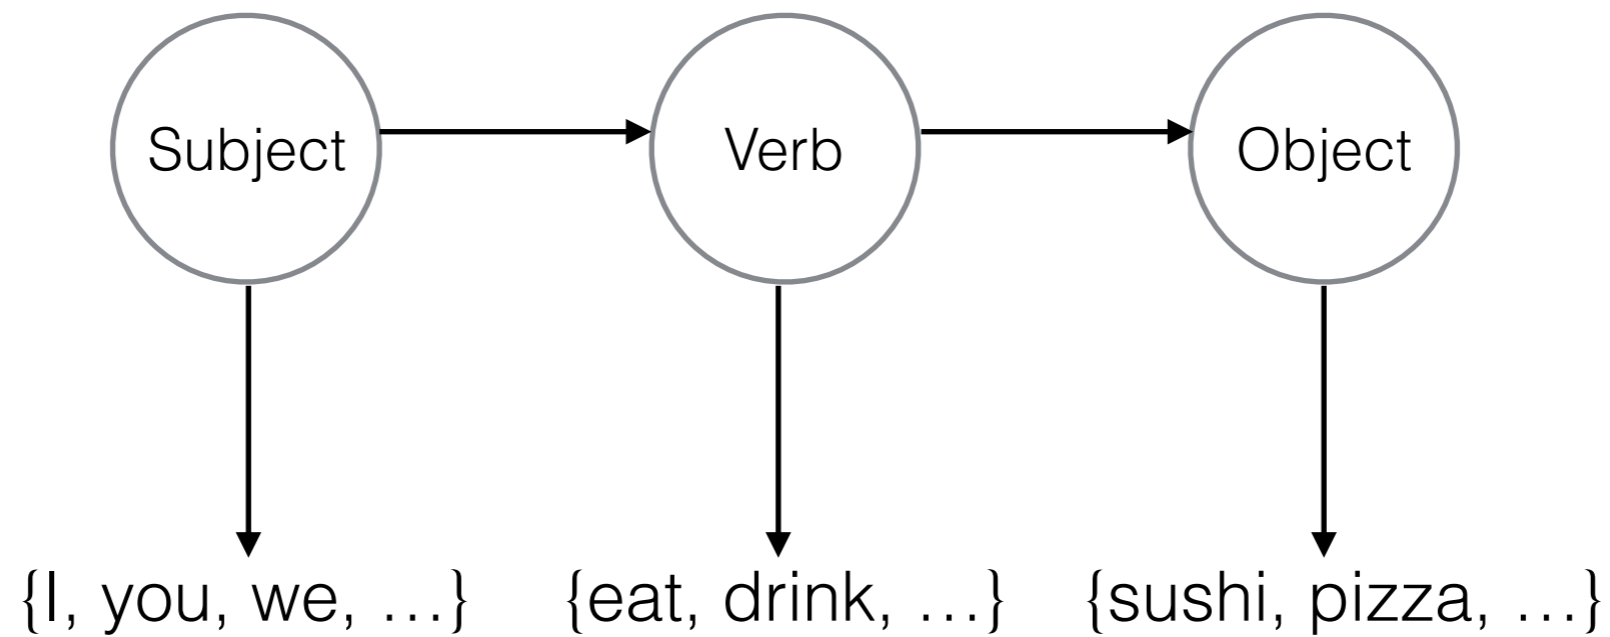 Subject
Verb
Object
{I, you, we, …}
{eat, drink, …}
{sushi, pizza, …}